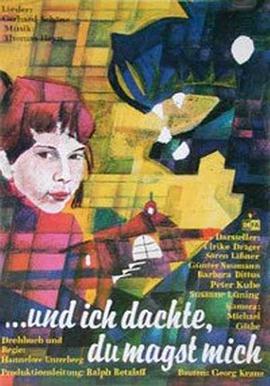 Lieder:
Gerhard Schöne
Musik:
Thomas Heyn
DEFA
Darsteller:
Ulrike Dräger
Sören Lißner
Günter Naumann
Barbara Dittus
Peter Kube
Susanne Lüning
Kamera:
Michael
Göthe
...und ich dachte,
du magst mich
Drehbuch und
Regie:
Hannelore Unterberg
Produktionsleitung: Ralph Retzlaff
Bauten: Georg Kranz